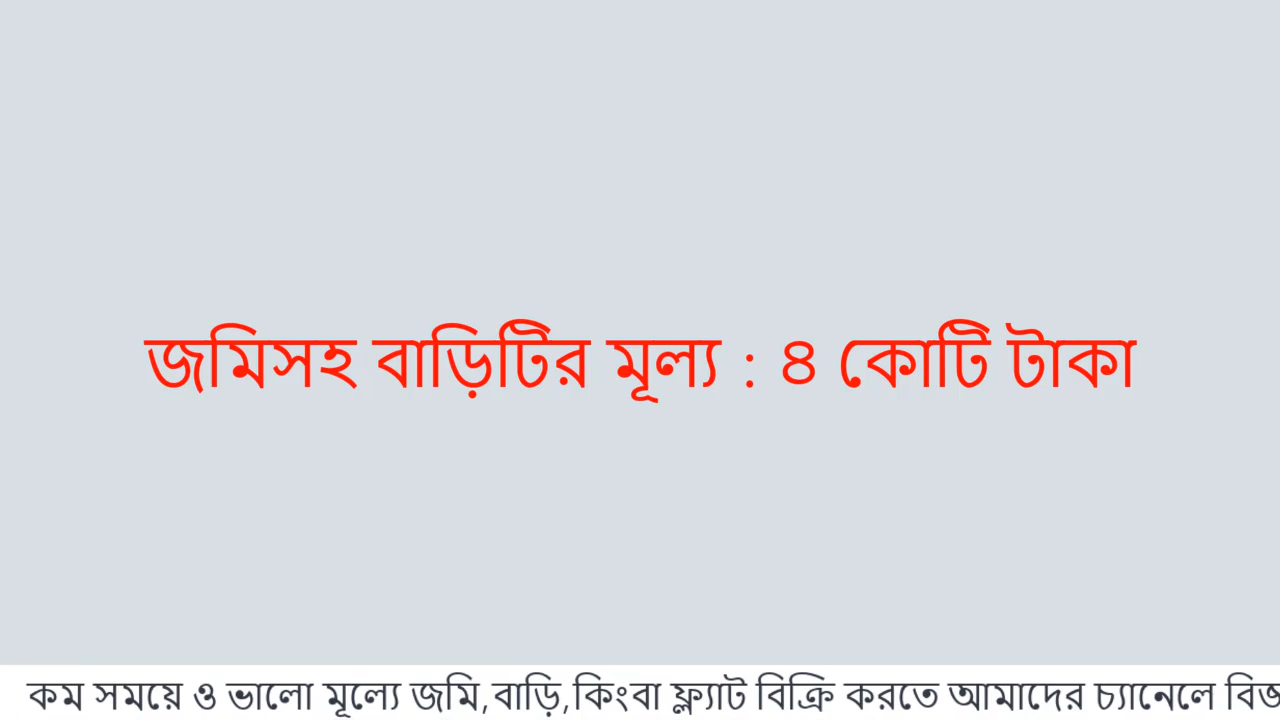 জমিসহ বাড়িটির মূল্য : ৪ কোটি টাকা
কম সময়ে ও ভালো মূল্যে জমি,বাড়ি,কিংবা ফ্ল্যাট বিক্রি করতে আমাদের চ্যানেলে